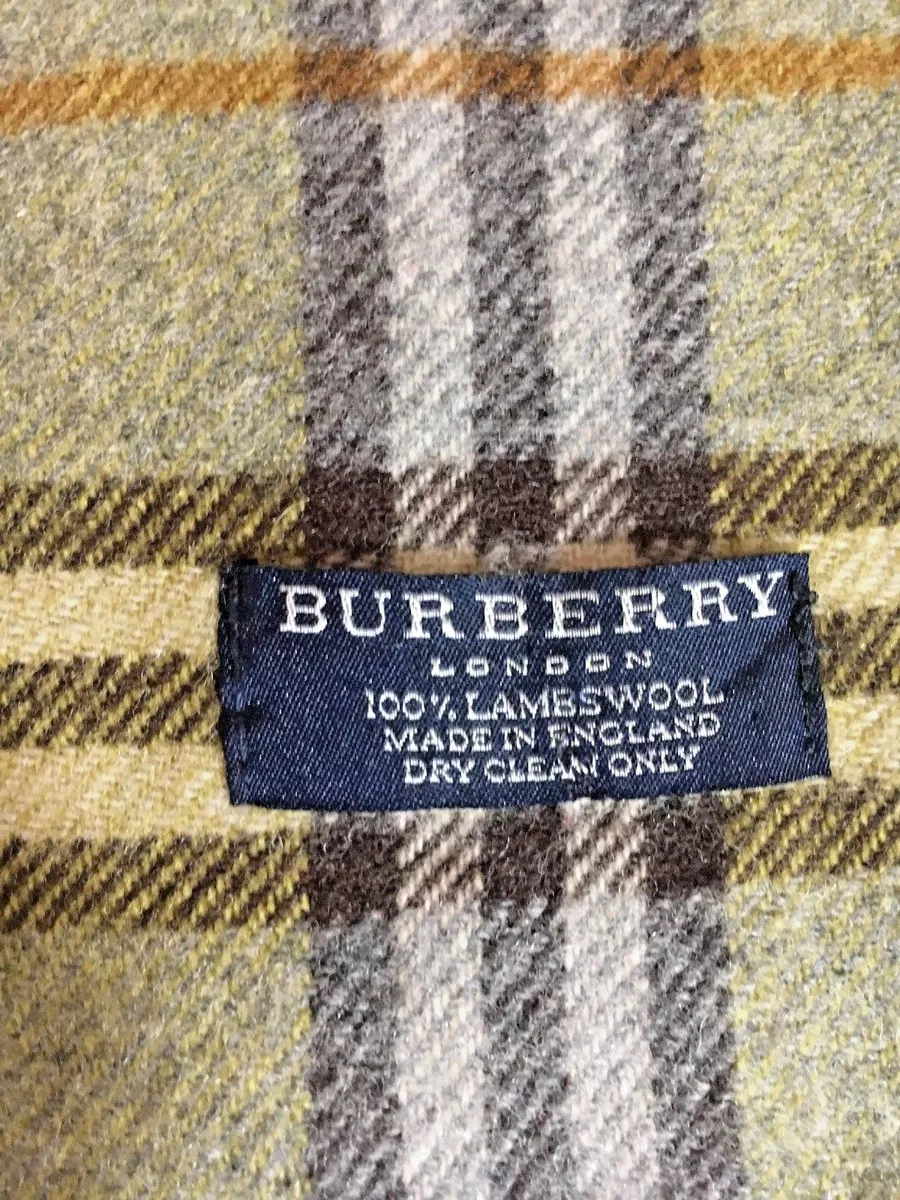 BURBERRY
LONDON
100% LAMBSWOOL
MADE IN ENGLAND
DRY CLEAN ONLY